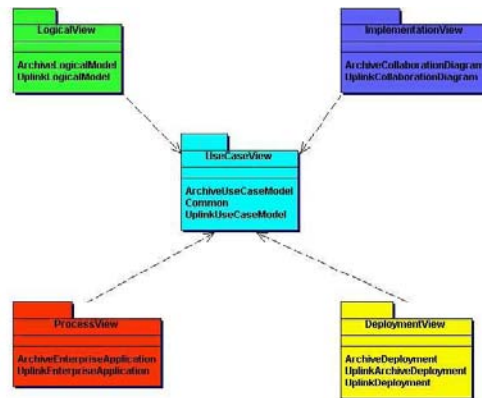 LogicalView
ArchiveLogicalModel
UplinkLogicalModel
ImplementationView
ArchiveCollaborationDiagram
UplinkCollaborationDiagram
UseCaseView
ArchiveUseCaseModel
Common
UplinkUseCaseModel
ProcessView
ArchiveEnterpriseApplication
UplinkEnterpriseApplication
DeploymentView
ArchiveDeployment
UplinkArchiveDeployment
UplinkDeployment